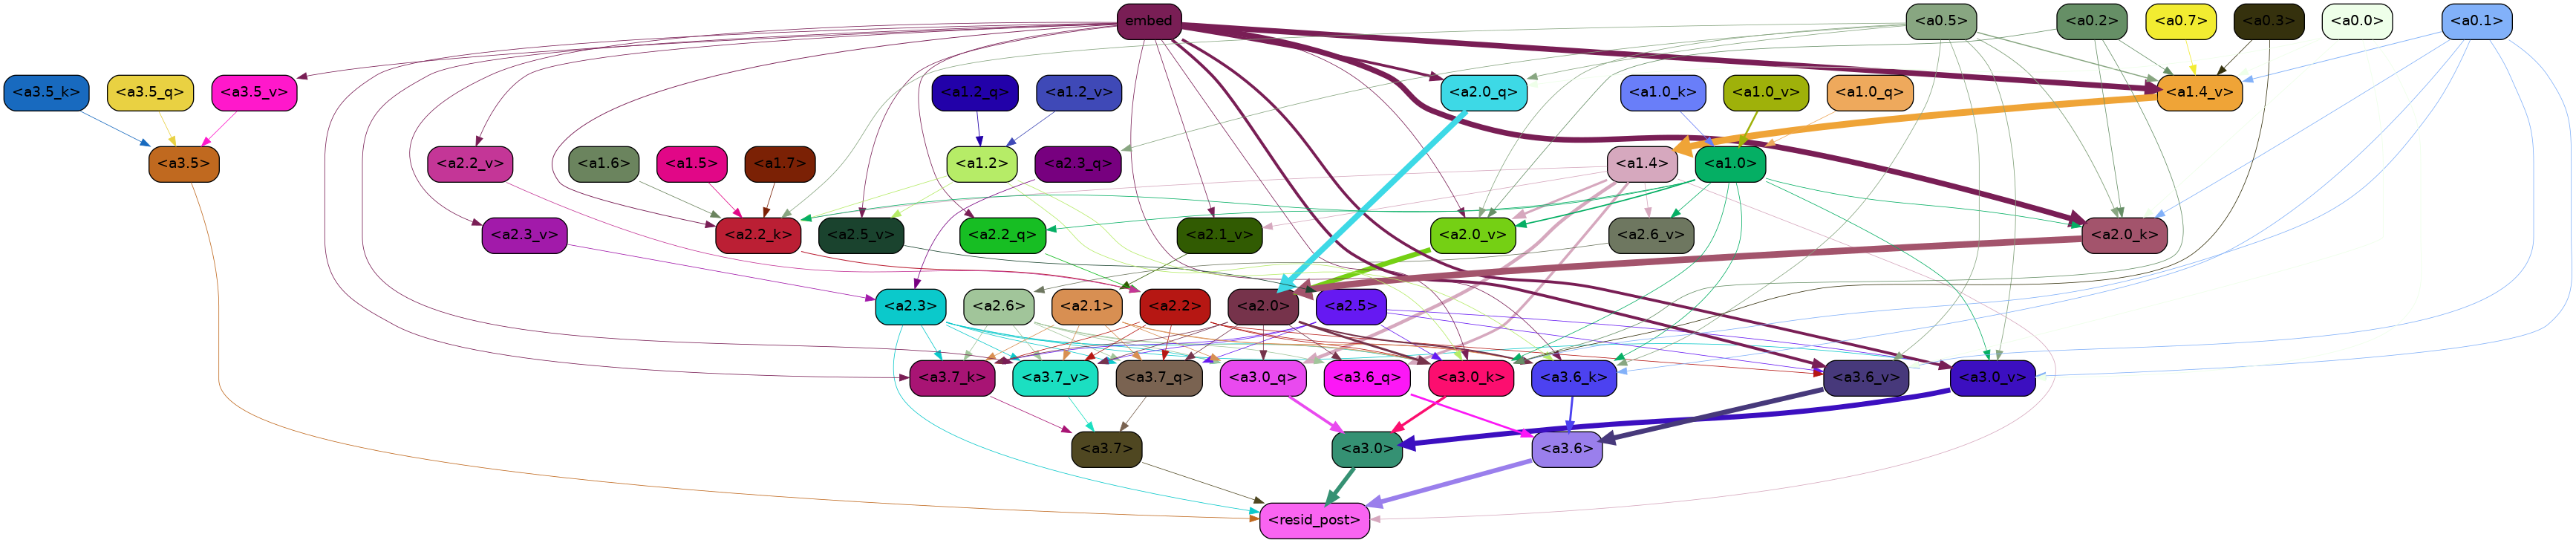 embed <a0.5> <a0.2> <a0.7> <a0.3> <a0.0> <a0.1>
<a3.5_k> <a3.5_q> <a3.5_v> <a1.2_q> <a1.2_v> <a2.0_q> <a1.0_k> <a1.0_v> <a1.0_q> <a1.4_v>
<a3.5> <a2.2_v> <a1.6> <a1.5> <a1.7> <a1.2> <a2.3_q> <a1.4> <a1.0>
<a2.3_v> <a2.2_k> <a2.5_v> <a2.2_q> <a2.1_v> <a2.0_v> <a2.6_v> <a2.0_k>
<a2.3> <a2.6> <a2.1> <a2.2> <a2.0> <a2.5>
<a3.7_k> <a3.7_v> <a3.7_q> <a3.0_q> <a3.6_q> <a3.0_k> <a3.6_k> <a3.6_v> <a3.0_v>
<a3.7> <a3.0> <a3.6>
<resid_post>